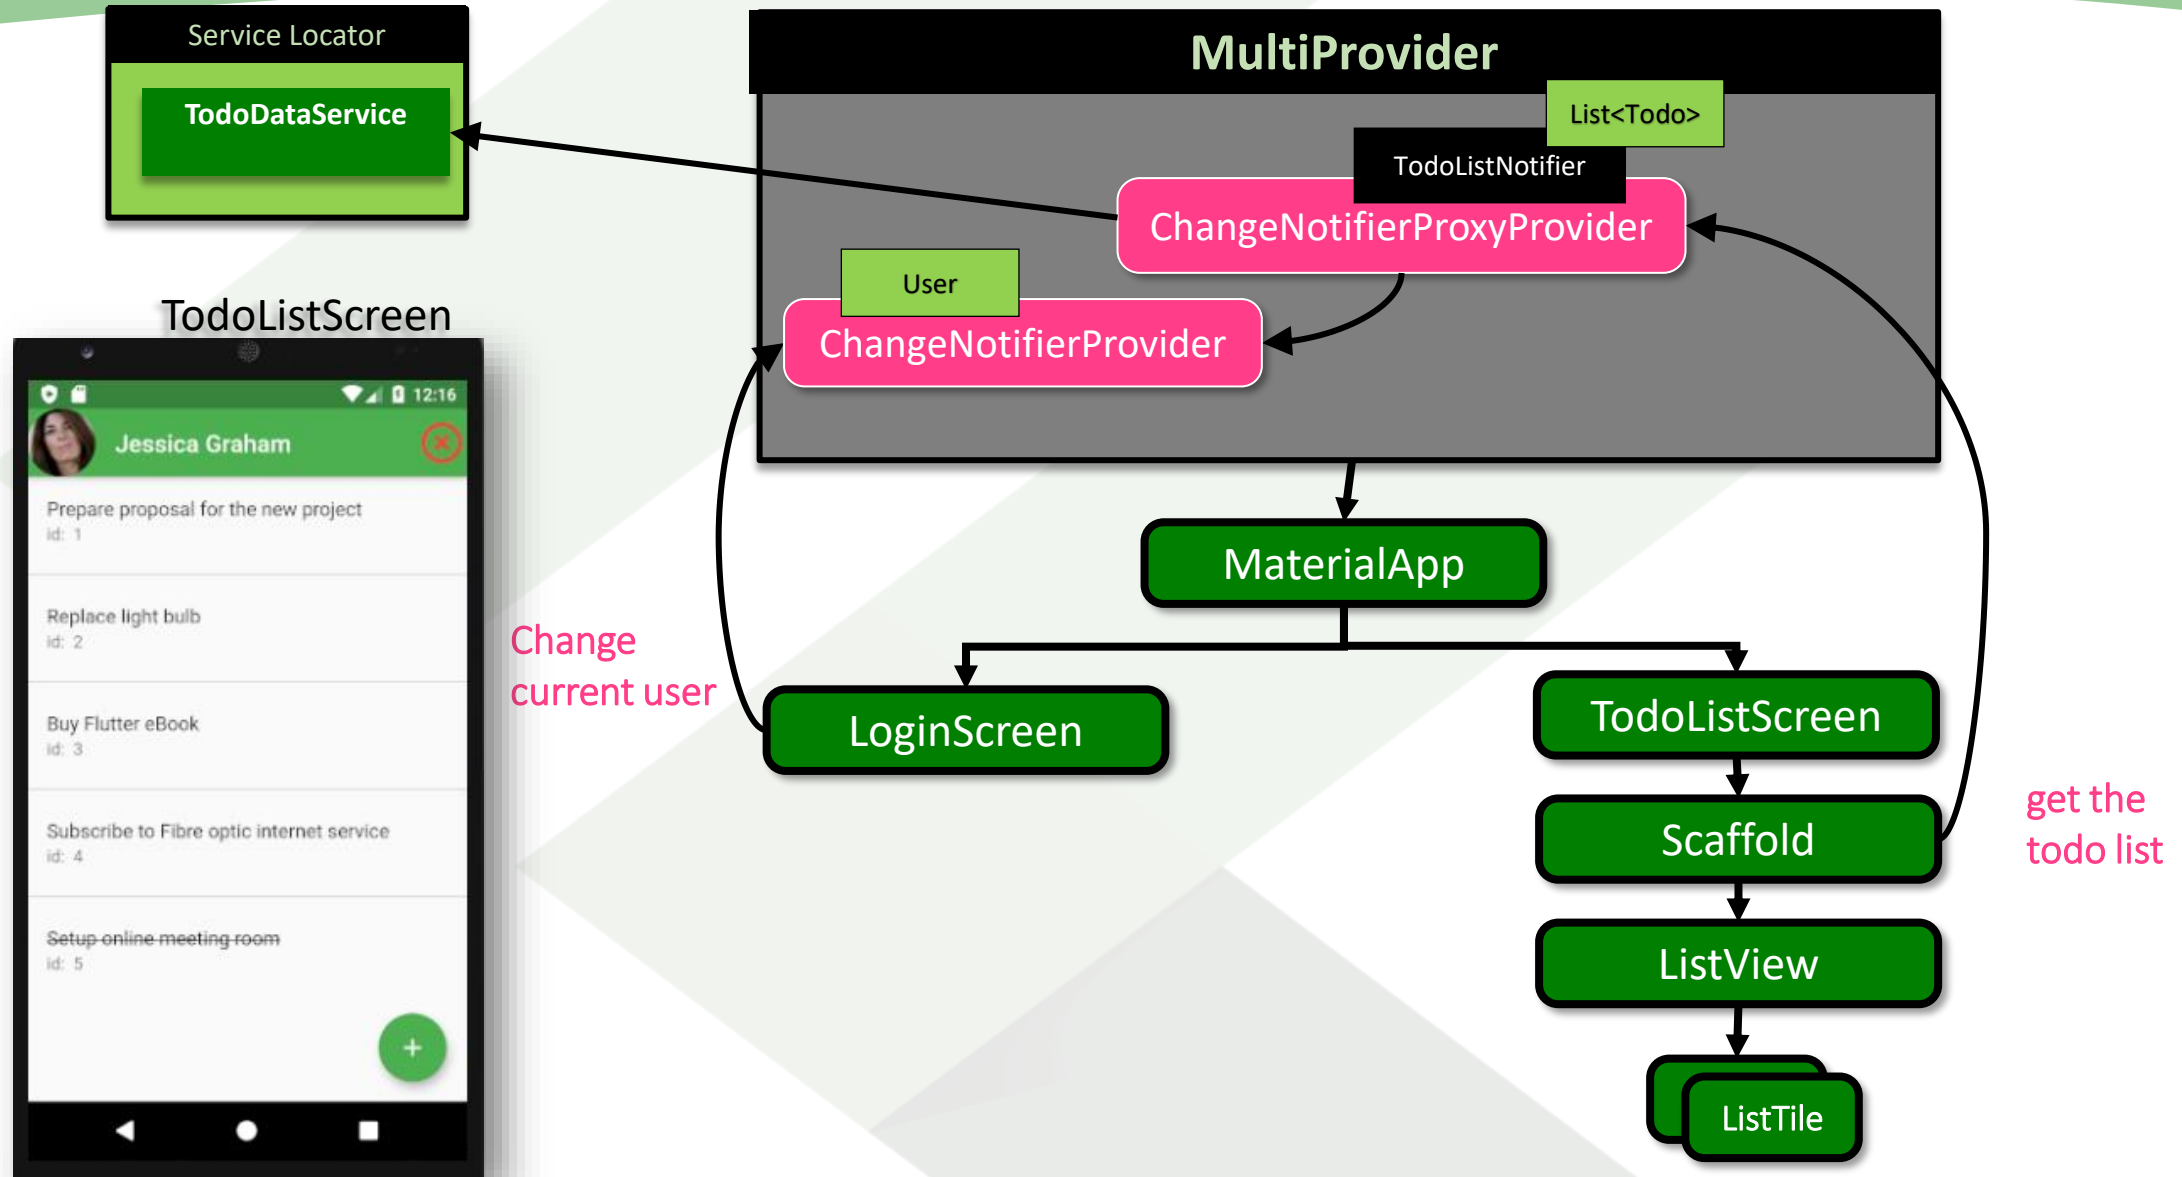 Service Locator
TodoDataService
MultiProvider
List<Todo>
TodoListNotifier
ChangeNotifierProxyProvider
User
ChangeNotifierProvider
TodoListScreen
12:16
Jessica Graham
Prepare proposal for the new project
id: 1
Replace light bulb
id: 2
Buy Flutter eBook
id: 3
Subscribe to Fibre optic internet service
id: 4
Setup online meeting room
id: 5
+
Change
current user
MaterialApp
LoginScreen
TodoListScreen
Scaffold
get the
todo list
ListView
ListTile